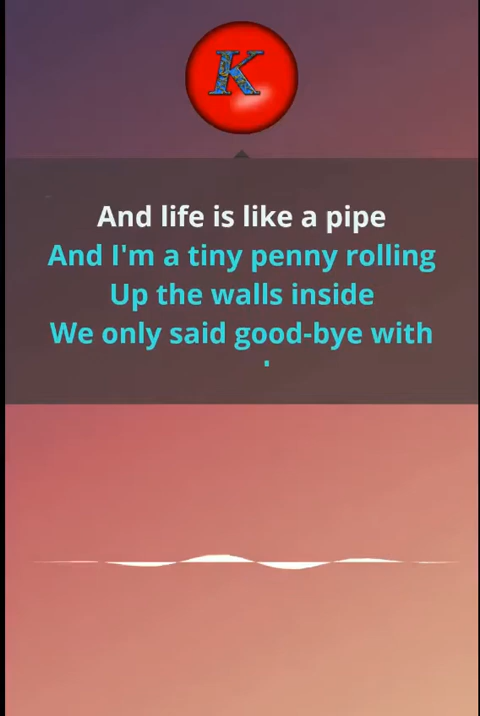 K
And life is like a pipe
And I'm a tiny penny rolling
Up the walls inside
We only said good-bye with